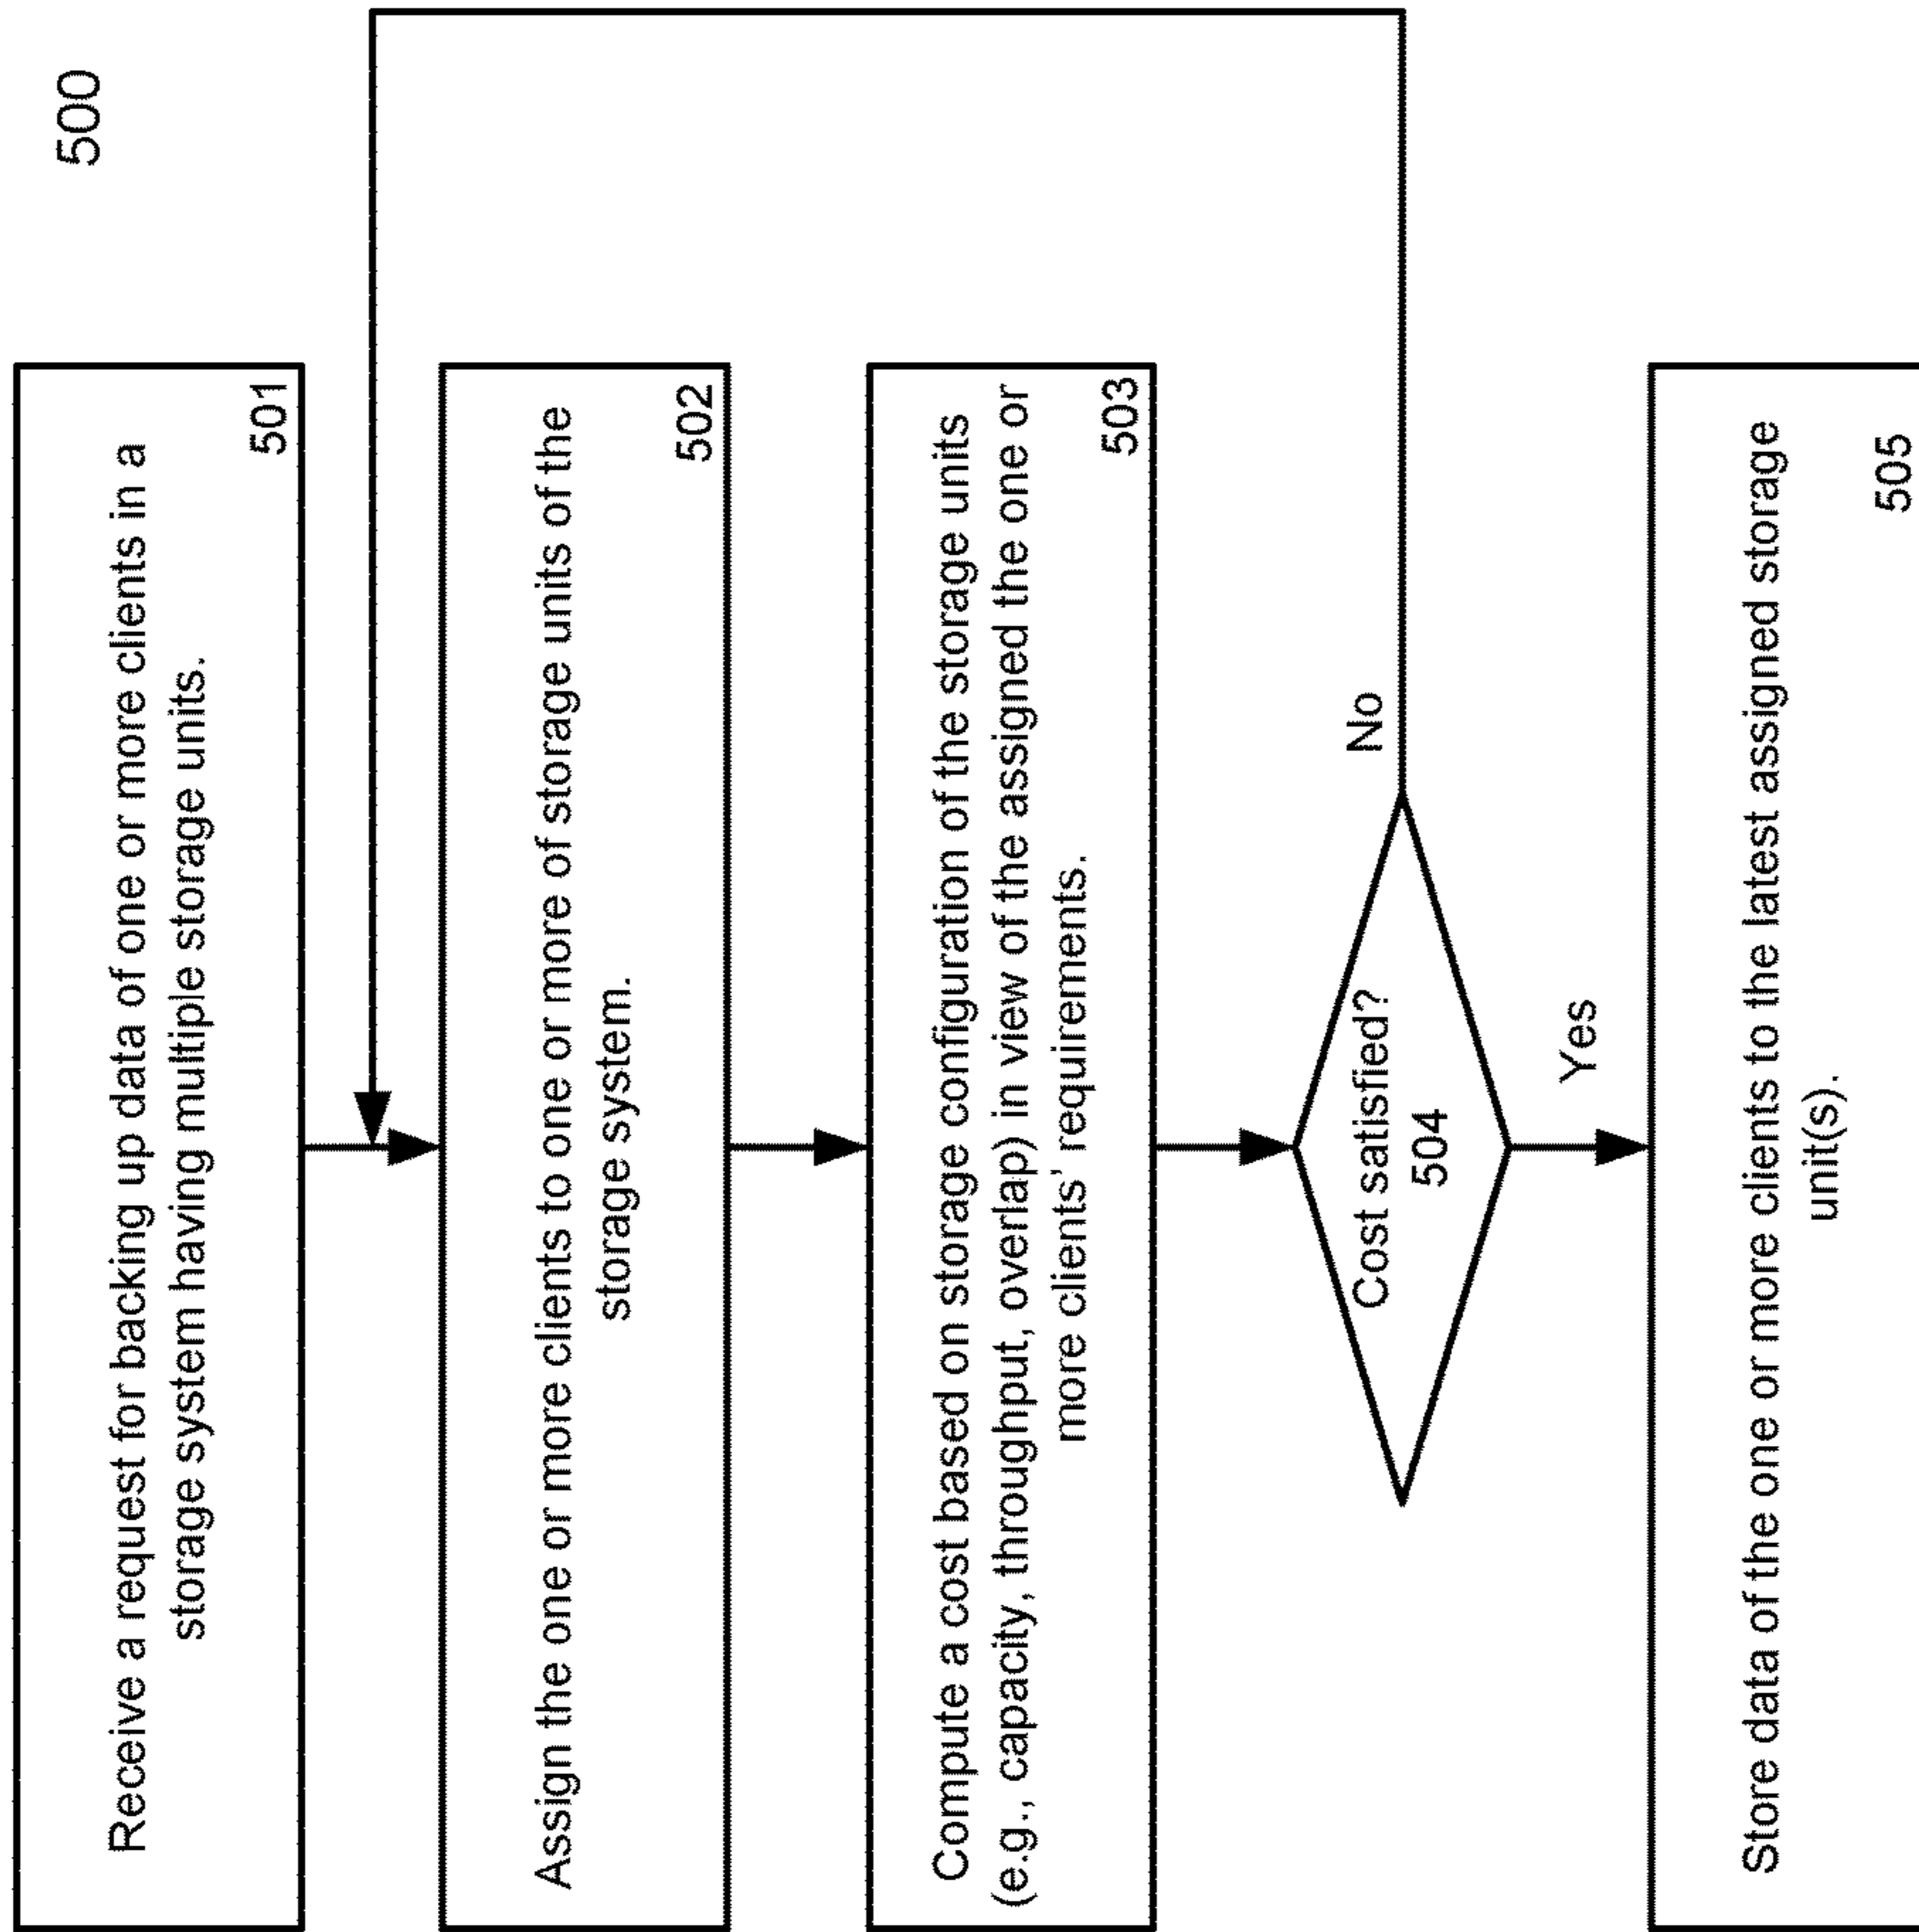 500
Receive a request for backing up data of one or more clients in a
storage system having multiple storage units.
501
Assign the one or more clients to one or more of storage units of the
storage system.
502
Compute a cost based on storage configuration of the storage units
(e.g., capacity, throughput, overlap) in view of the assigned the one or
more clients' requirements.
503
Cost satisfied?
504
No
Yes
Store data of the one or more clients to the latest assigned storage
unit(s).
505